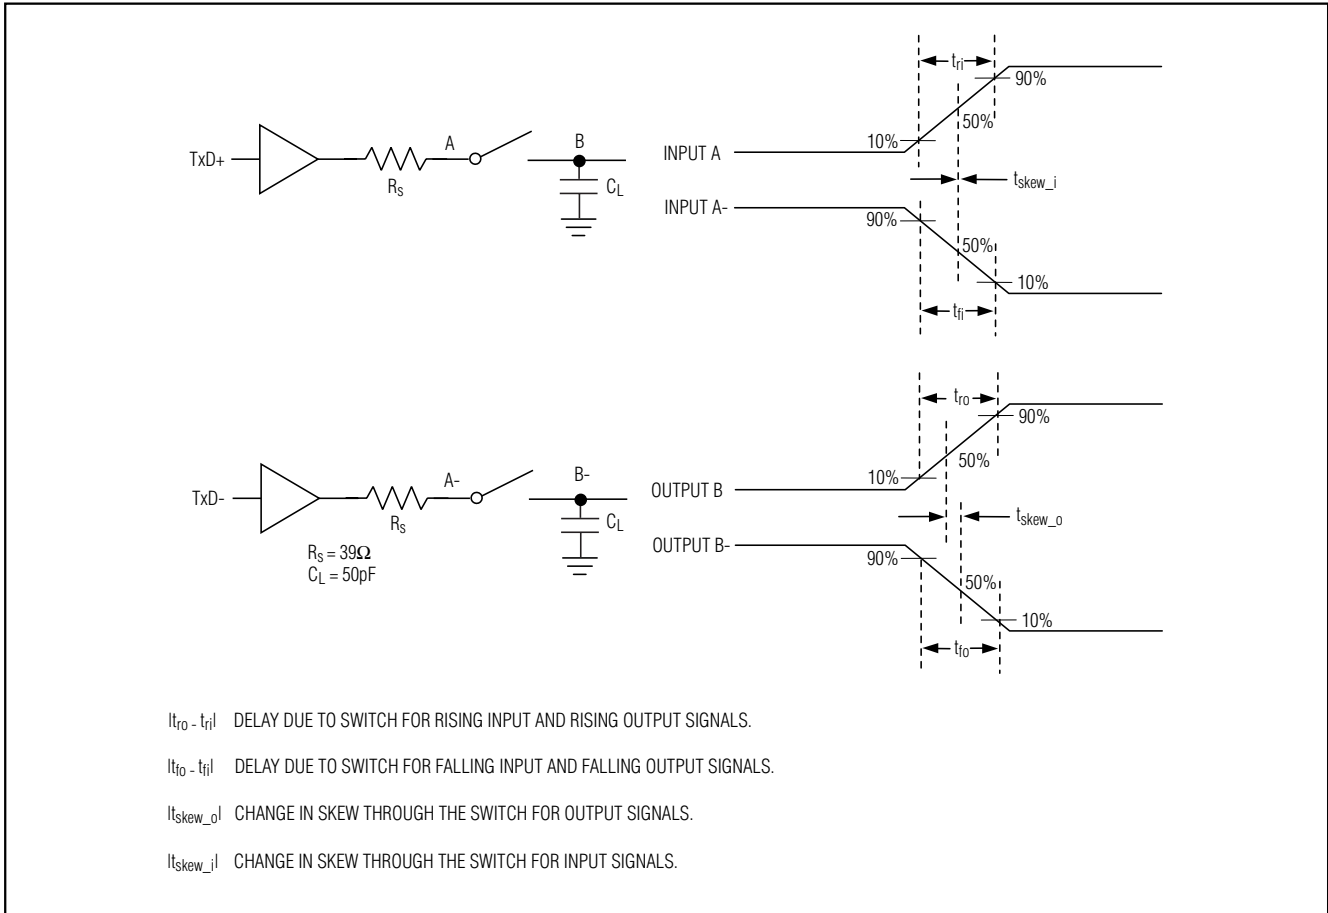 t_ri
90%
50%
10%
TxD+
A
B
R_S
C_L
INPUT A
t_skew_i
INPUT A-
90%
50%
10%
t_fi
t_ro
90%
50%
10%
TxD-
A-
B-
R_S
C_L
OUTPUT B
t_skew_o
OUTPUT B-
90%
50%
10%
t_fo
R_S = 39Ω
C_L = 50pF
|t_ro - t_ri| DELAY DUE TO SWITCH FOR RISING INPUT AND RISING OUTPUT SIGNALS.
|t_fo - t_fi| DELAY DUE TO SWITCH FOR FALLING INPUT AND FALLING OUTPUT SIGNALS.
|t_skew_o| CHANGE IN SKEW THROUGH THE SWITCH FOR OUTPUT SIGNALS.
|t_skew_i| CHANGE IN SKEW THROUGH THE SWITCH FOR INPUT SIGNALS.